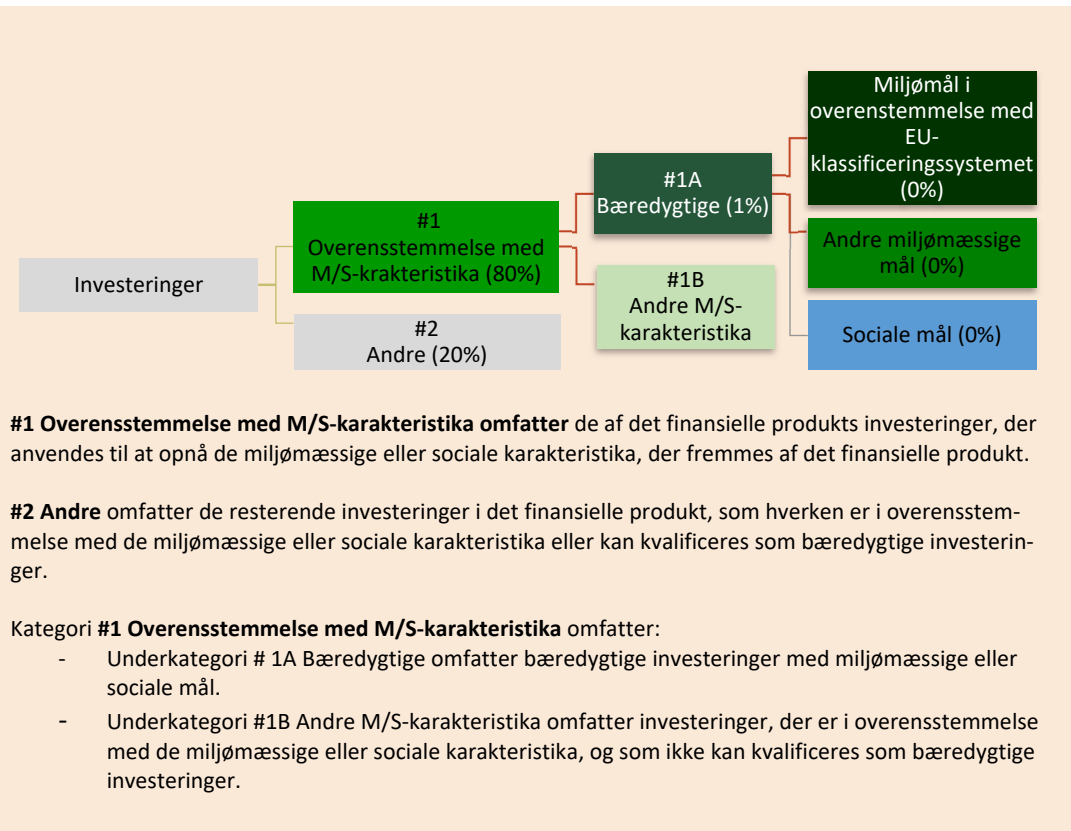 Investeringer
#1
Overensstemmelse med
M/S-krakteristika (80%)
#2
Andre (20%)
#1A
Bæredygtige (1%)
#1B
Andre M/S-
karakteristika
Miljømål i
overenstemmelse med
EU-
klassificeringssystemet
(0%)
Andre miljømæssige
mål (0%)
Sociale mål (0%)
#1 Overensstemmelse med M/S-karakteristika omfatter de af det finansielle produkts investeringer, der
anvendes til at opnå de miljømæssige eller sociale karakteristika, der fremmes af det finansielle produkt.
#2 Andre omfatter de resterende investeringer i det finansielle produkt, som hverken er i overensstem-
melse med de miljømæssige eller sociale karakteristika eller kan kvalificeres som bæredygtige investerin-
ger.
Kategori #1 Overensstemmelse med M/S-karakteristika omfatter:
- Underkategori # 1A Bæredygtige omfatter bæredygtige investeringer med miljømæssige eller
sociale mål.
- Underkategori #1B Andre M/S-karakteristika omfatter investeringer, der er i overensstemmelse
med de miljømæssige eller sociale karakteristika, og som ikke kan kvalificeres som bæredygtige
investeringer.